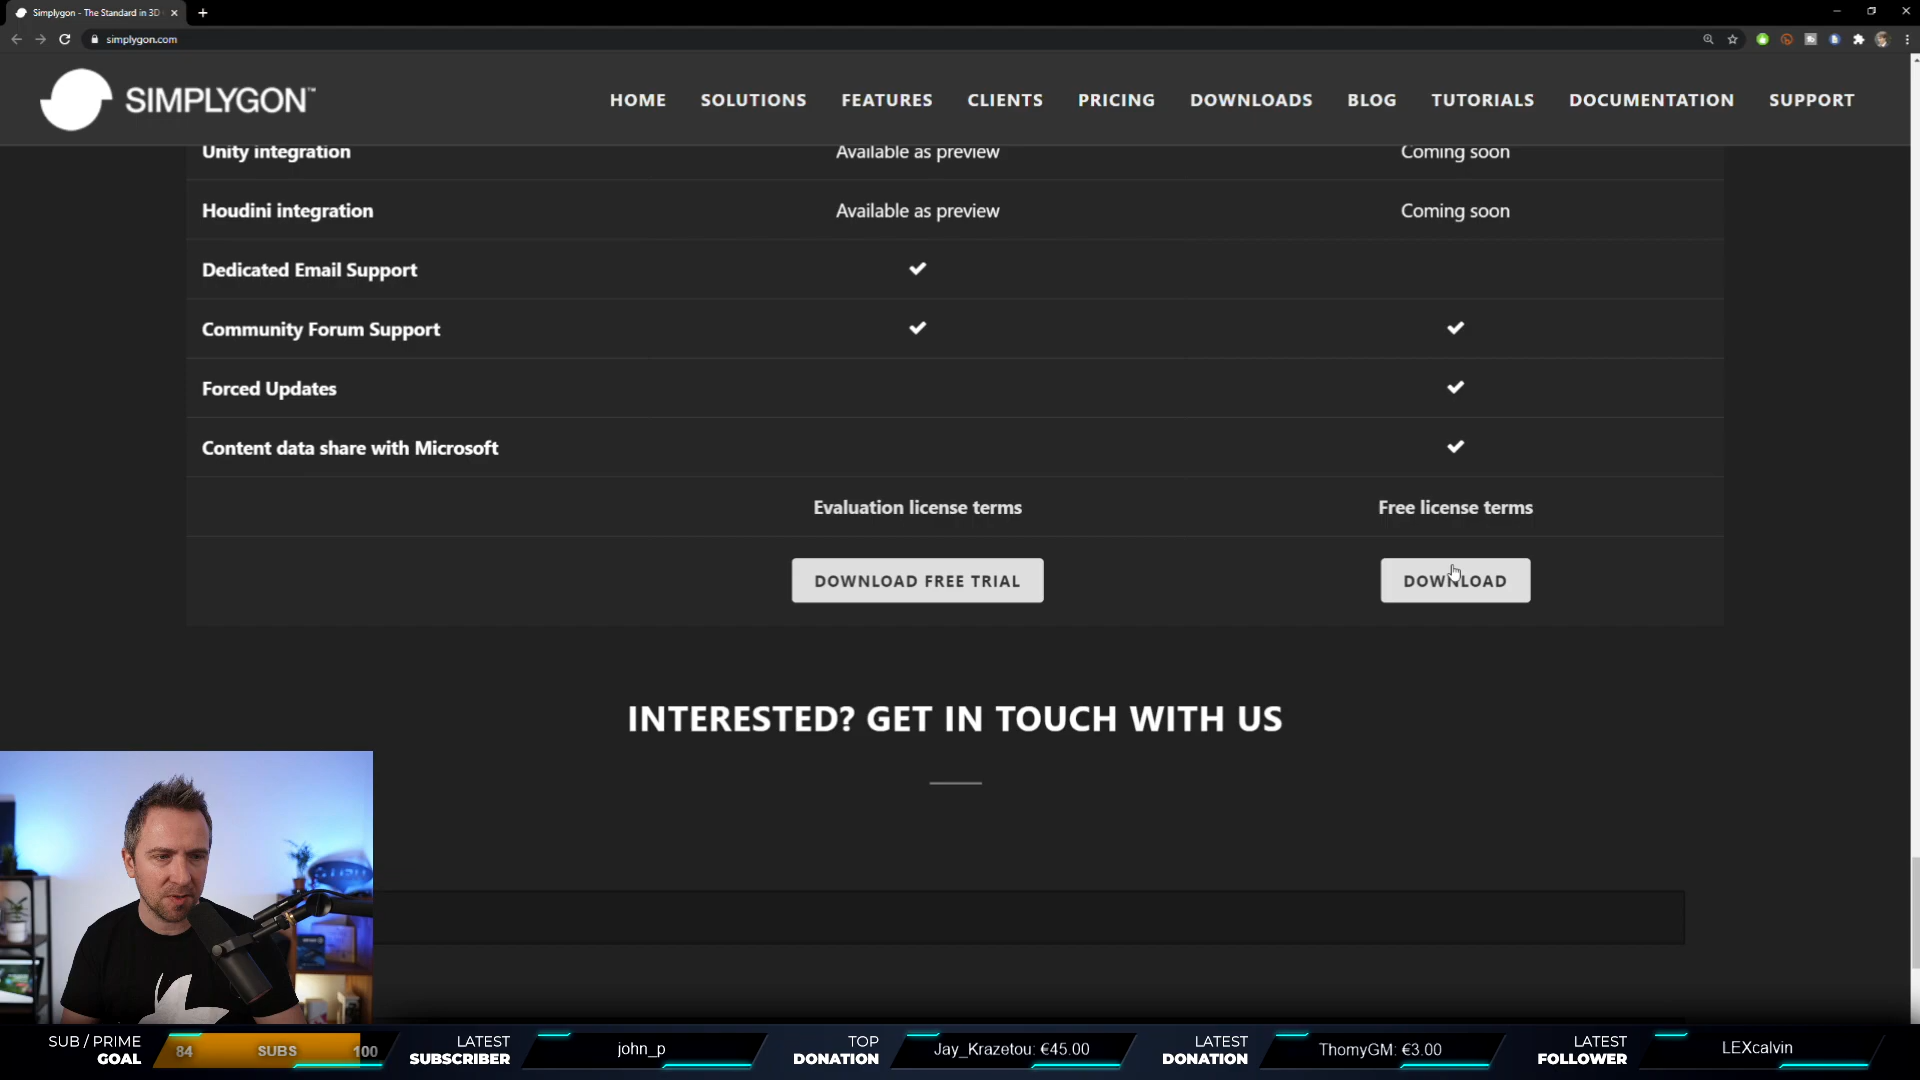 Simplygon - The Standard in 3D
simplygon.com
SIMPLYGON™
HOME SOLUTIONS FEATURES CLIENTS PRICING DOWNLOADS BLOG TUTORIALS DOCUMENTATION SUPPORT
Unity integration Available as preview Coming soon
Houdini integration Available as preview Coming soon
Dedicated Email Support
Community Forum Support
Forced Updates
Content data share with Microsoft
Evaluation license terms Free license terms
DOWNLOAD FREE TRIAL DOWNLOAD
INTERESTED? GET IN TOUCH WITH US
SUB / PRIME GOAL
84 SUBS 100
LATEST SUBSCRIBER
john_p
TOP DONATION
Jay_Krazetou: €45.00
LATEST DONATION
ThomyGM: €3.00
LATEST FOLLOWER
LEXcalvin